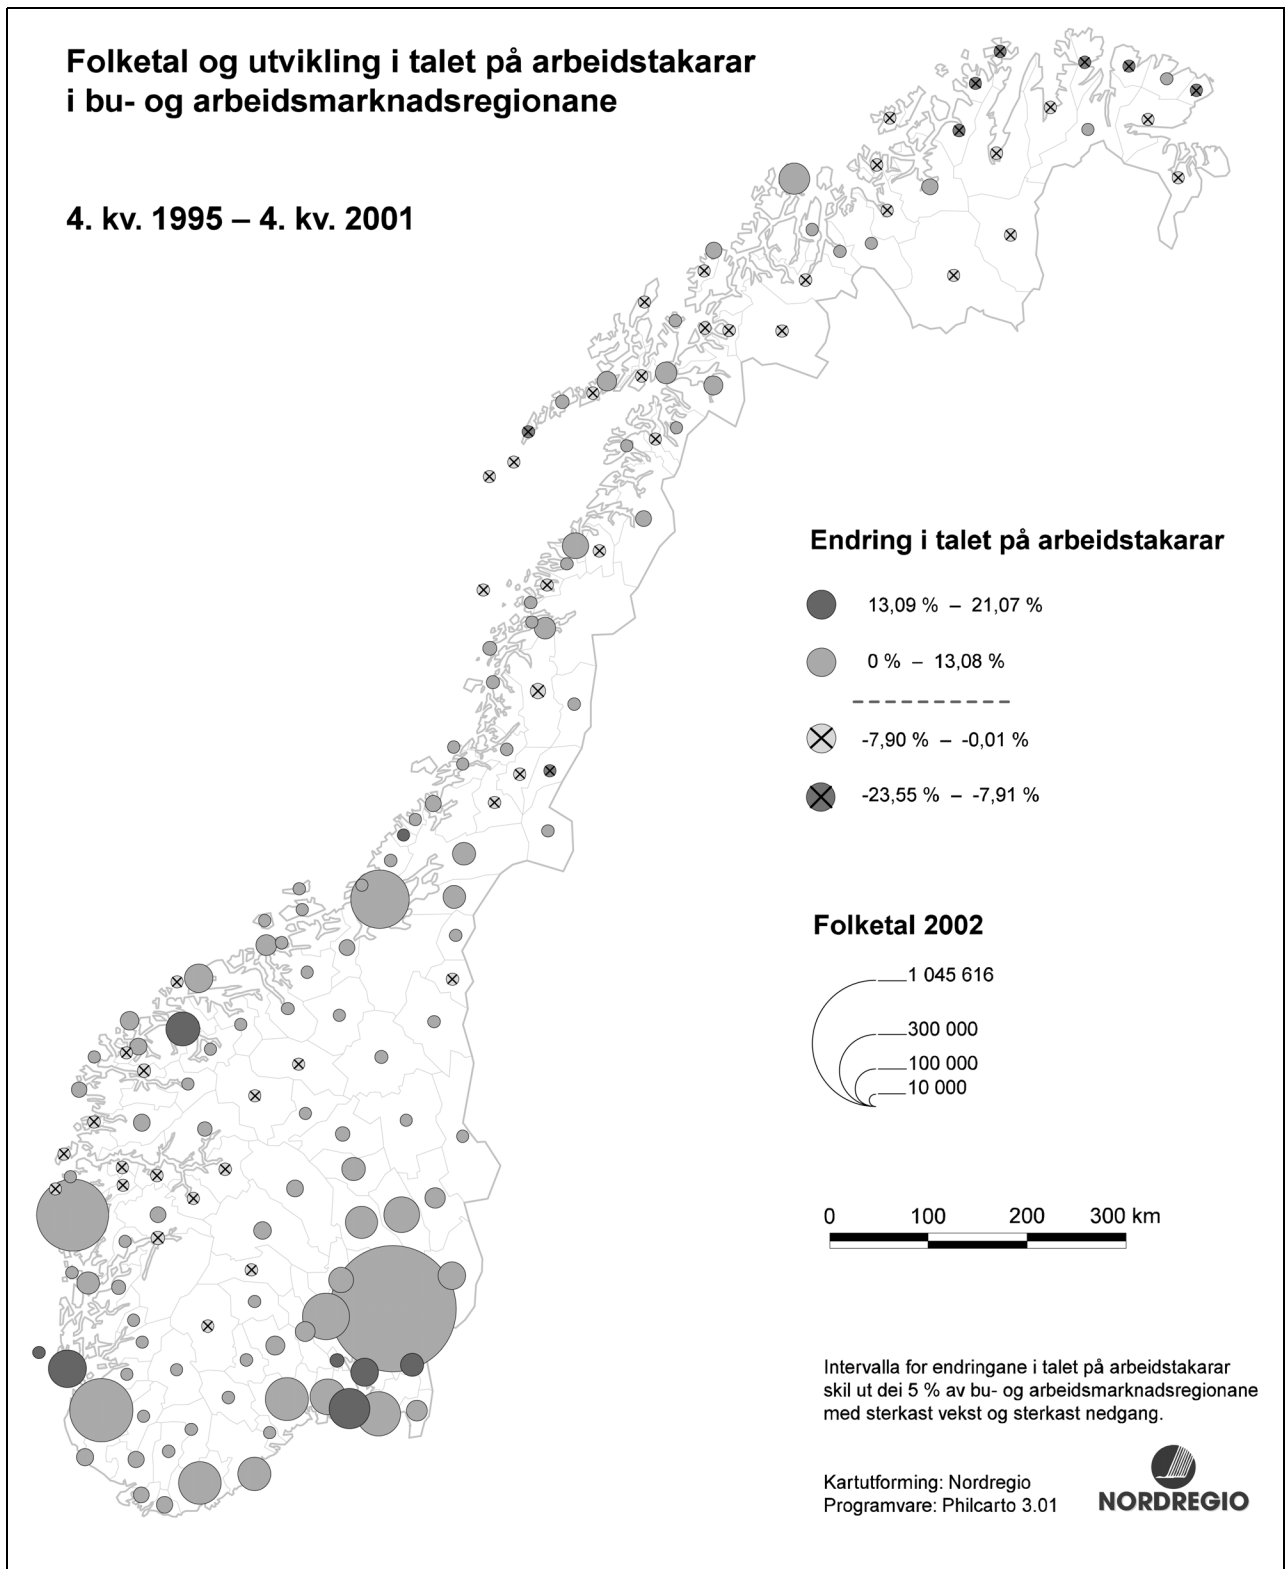 Folketal og utvikling i talet på arbeidstakarar
i bu- og arbeidsmarknadsregionane
4. kv. 1995 – 4. kv. 2001
Endring i talet på arbeidstakarar
13,09 % – 21,07 %
0 % – 13,08 %
-7,90 % – -0,01 %
-23,55 % – -7,91 %
Folketal 2002
1 045 616
300 000
100 000
10 000
0 100 200 300 km
Intervalla for endringane i talet på arbeidstakarar
skil ut dei 5 % av bu- og arbeidsmarknadsregionane
med sterkast vekst og sterkast nedgang.
Kartutforming: Nordregio
Programvare: Philcarto 3.01
NORDREGIO